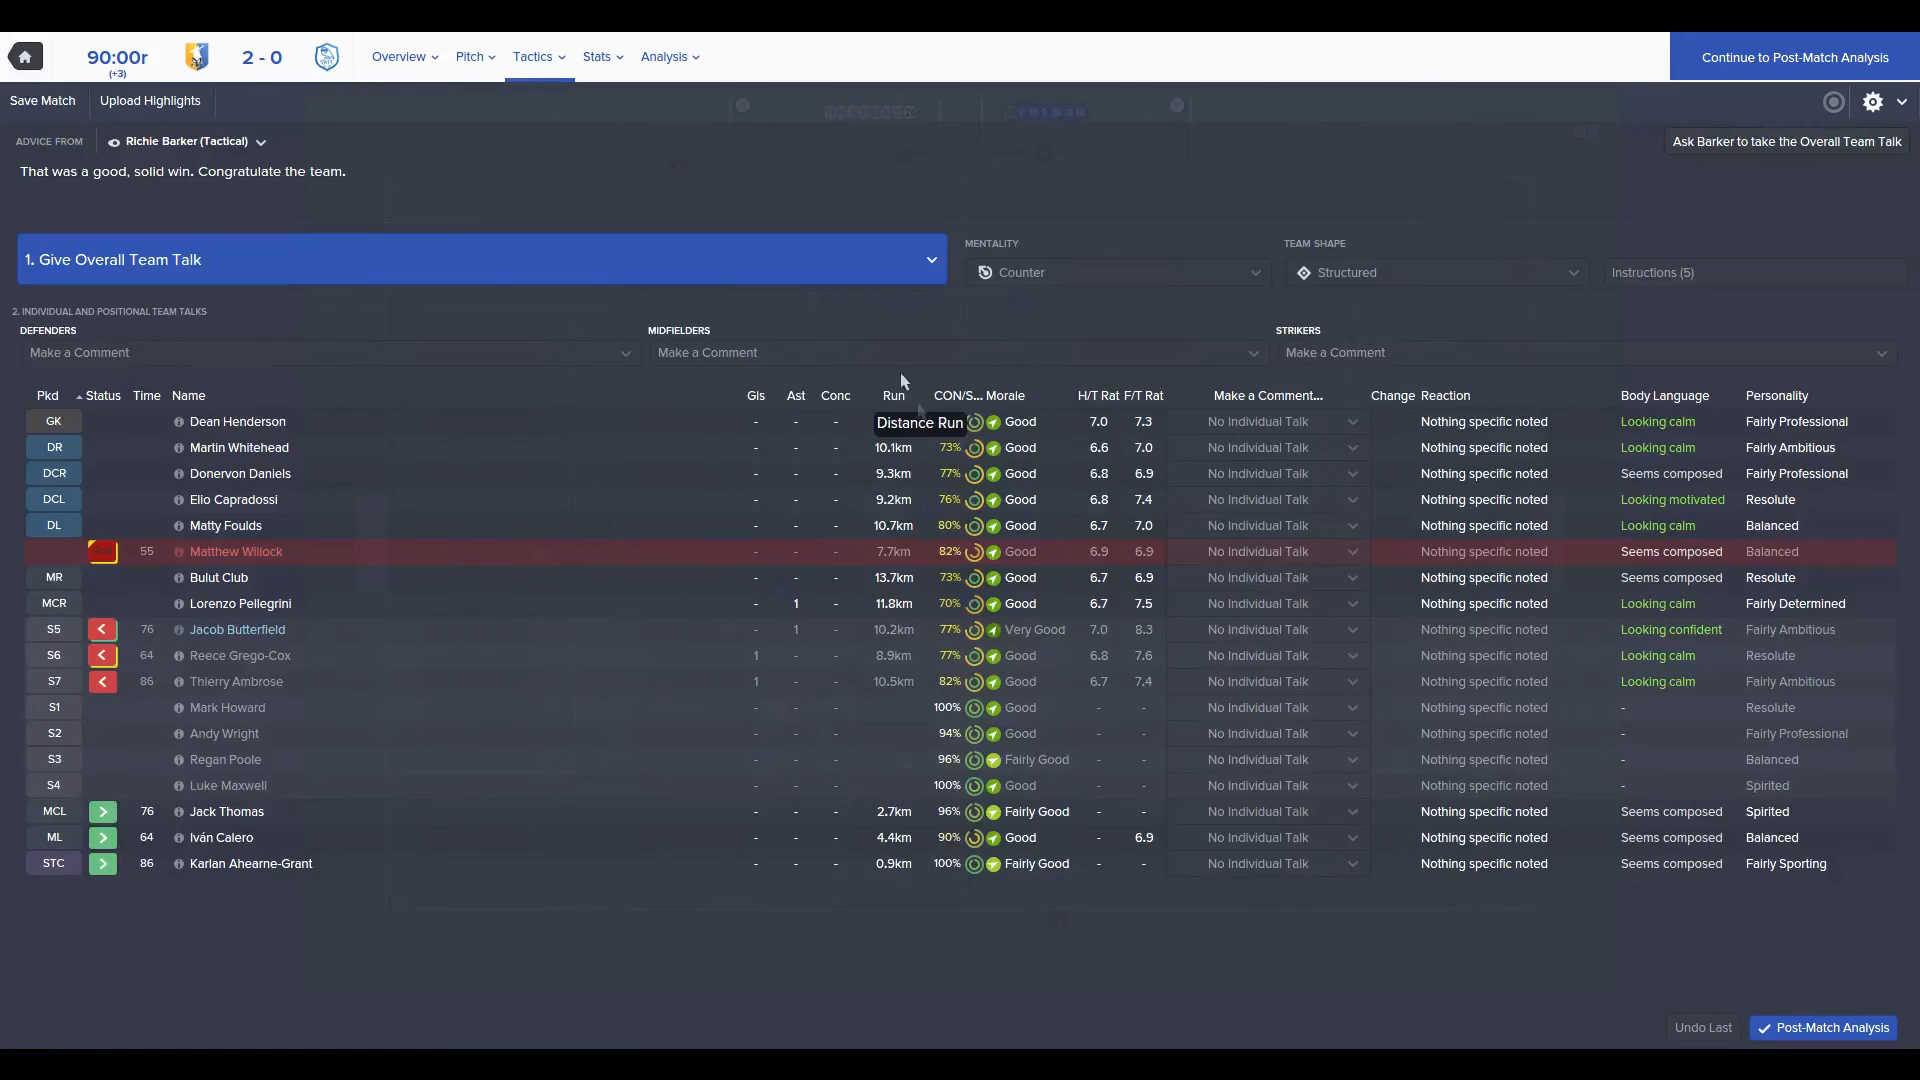 90:00r
(+3)
2 - 0
Overview
Pitch
Tactics
Stats
Analysis
Continue to Post-Match Analysis
Save Match
Upload Highlights
ADVICE FROM
Richie Barker (Tactical)
Ask Barker to take the Overall Team Talk
That was a good, solid win. Congratulate the team.
1. Give Overall Team Talk
MENTALITY
Counter
TEAM SHAPE
Structured
Instructions (5)
2. INDIVIDUAL AND POSITIONAL TEAM TALKS
DEFENDERS MIDFIELDERS STRIKERS
Make a Comment Make a Comment Make a Comment
Pkd Status Time Name Gls Ast Conc Run CON/S... Morale H/T Rat F/T Rat Make a Comment... Change Reaction Body Language Personality
GK Dean Henderson - - - Distance Run Good 7.0 7.3 No Individual Talk Nothing specific noted Looking calm Fairly Professional
DR Martin Whitehead - - - 10.1km 73% Good 6.6 7.0 No Individual Talk Nothing specific noted Looking calm Fairly Ambitious
DCR Donervon Daniels - - - 9.3km 77% Good 6.8 6.9 No Individual Talk Nothing specific noted Seems composed Fairly Professional
DCL Elio Capradossi - - - 9.2km 76% Good 6.8 7.4 No Individual Talk Nothing specific noted Looking motivated Resolute
DL Matty Foulds - - - 10.7km 80% Good 6.7 7.0 No Individual Talk Nothing specific noted Looking calm Balanced
55 Matthew Willock - - - 7.7km 82% Good 6.9 6.9 No Individual Talk Nothing specific noted Seems composed Balanced
MR Bulut Club - - - 13.7km 73% Good 6.7 6.9 No Individual Talk Nothing specific noted Seems composed Resolute
MCR Lorenzo Pellegrini - 1 - 11.8km 70% Good 6.7 7.5 No Individual Talk Nothing specific noted Looking calm Fairly Determined
S5 76 Jacob Butterfield - 1 - 10.2km 77% Very Good 7.0 8.3 No Individual Talk Nothing specific noted Looking confident Fairly Ambitious
S6 64 Reece Grego-Cox 1 - - 8.9km 77% Good 6.8 7.6 No Individual Talk Nothing specific noted Looking calm Resolute
S7 86 Thierry Ambrose 1 - - 10.5km 82% Good 6.7 7.4 No Individual Talk Nothing specific noted Looking calm Fairly Ambitious
S1 Mark Howard - - - 100% Good - - No Individual Talk Nothing specific noted - Resolute
S2 Andy Wright - - - 94% Good - - No Individual Talk Nothing specific noted - Fairly Professional
S3 Regan Poole - - - 96% Fairly Good - - No Individual Talk Nothing specific noted - Balanced
S4 Luke Maxwell - - - 100% Good - - No Individual Talk Nothing specific noted - Spirited
MCL 76 Jack Thomas - - - 2.7km 96% Fairly Good - - No Individual Talk Nothing specific noted Seems composed Spirited
ML 64 Iván Calero - - - 4.4km 90% Good - 6.9 No Individual Talk Nothing specific noted Seems composed Balanced
STC 86 Karlan Ahearne-Grant - - - 0.9km 100% Fairly Good - - No Individual Talk Nothing specific noted Seems composed Fairly Sporting
Undo Last
Post-Match Analysis